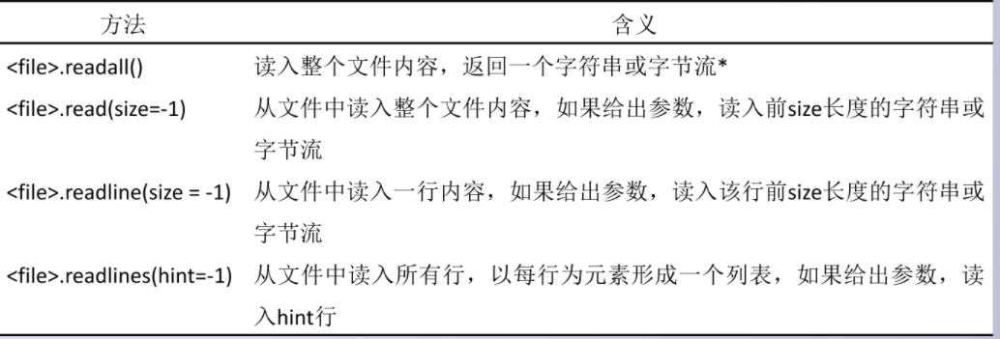 方法 含义
<file>.readall() 读入整个文件内容，返回一个字符串或字节流*
<file>.read(size=-1) 从文件中读入整个文件内容，如果给出参数，读入前size长度的字符串或
字节流
<file>.readline(size = -1) 从文件中读入一行内容，如果给出参数，读入该行前size长度的字符串或
字节流
<file>.readlines(hint=-1) 从文件中读入所有行，以每行为元素形成一个列表，如果给出参数，读
入hint行